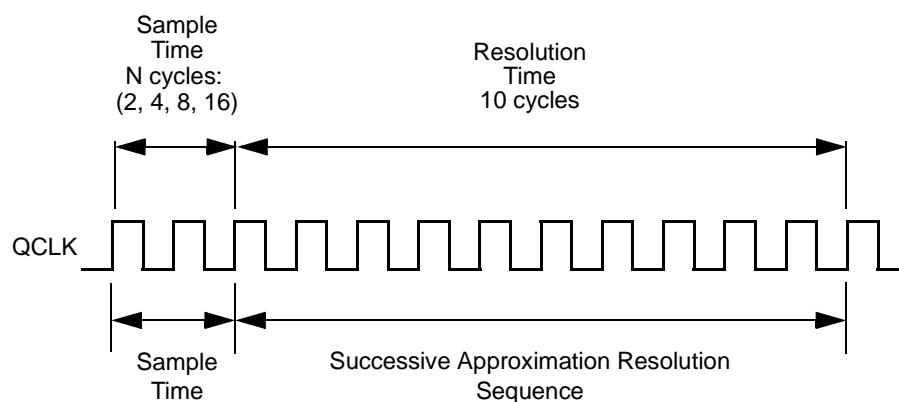 Sample
Time
N cycles:
(2, 4, 8, 16)
Resolution
Time
10 cycles
QCLK
Sample
Time
Successive Approximation Resolution
Sequence